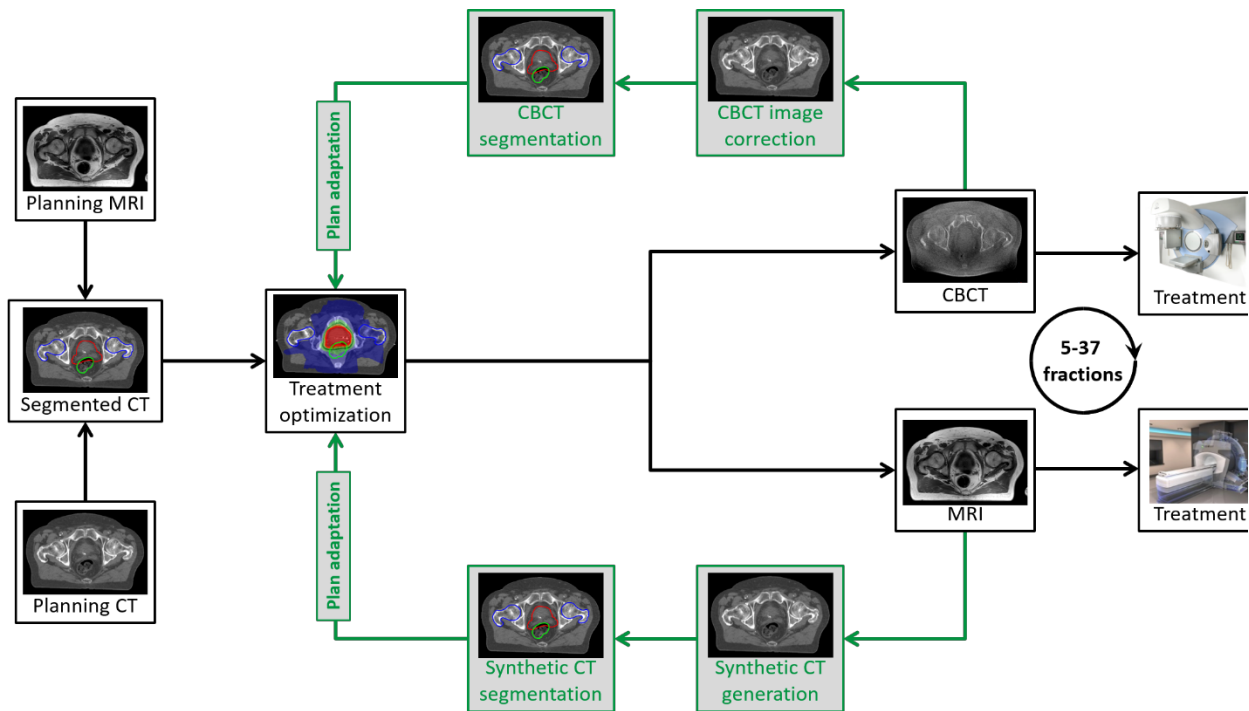 CBCT
segmentation
CBCT image
correction
Plan adaptation
Planning MRI
Segmented CT
Planning CT
Treatment
optimization
CBCT
Treatment
5-37
fractions
MRI
Treatment
Plan adaptation
Synthetic CT
segmentation
Synthetic CT
generation